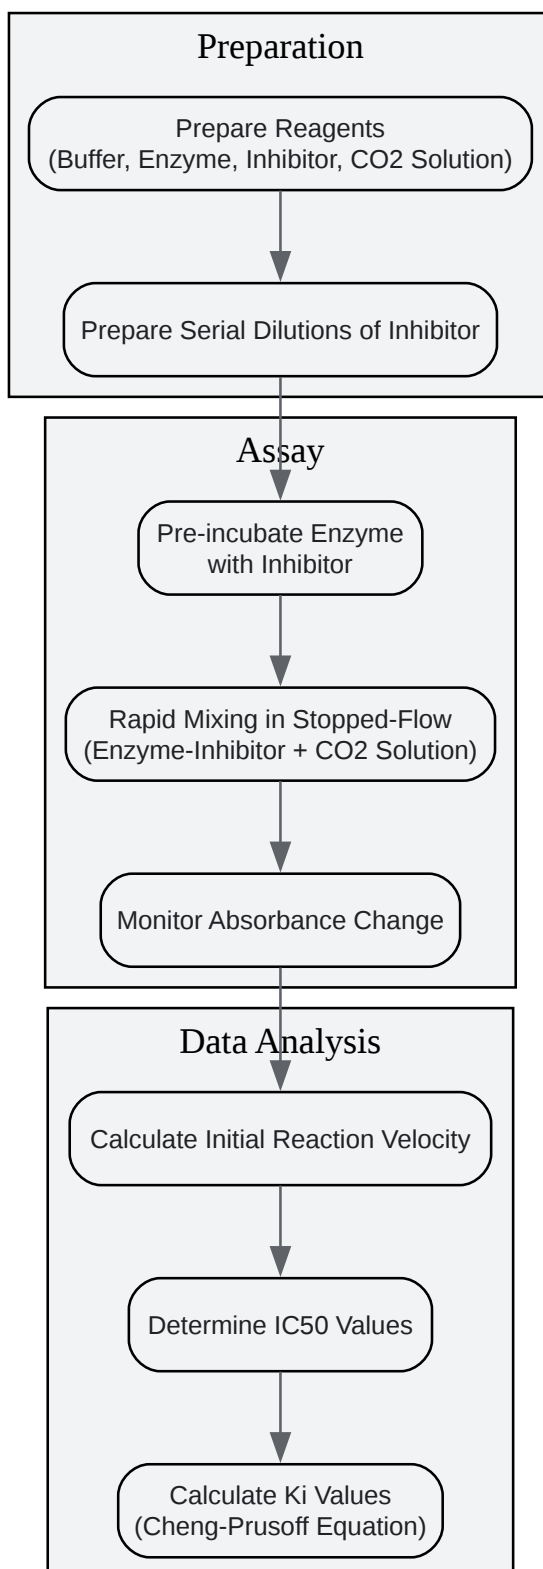 Preparation
Prepare Reagents
(Buffer, Enzyme, Inhibitor, CO2 Solution)
Prepare Serial Dilutions of Inhibitor
Assay
Pre-incubate Enzyme
with Inhibitor
Rapid Mixing in Stopped-Flow
(Enzyme-Inhibitor + CO2 Solution)
Monitor Absorbance Change
Data Analysis
Calculate Initial Reaction Velocity
Determine IC50 Values
Calculate Ki Values
(Cheng-Prusoff Equation)